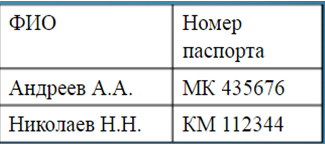 ФИО Номер
паспорта
Андреев А.А. МК 435676
Николаев Н.Н. КМ 112344